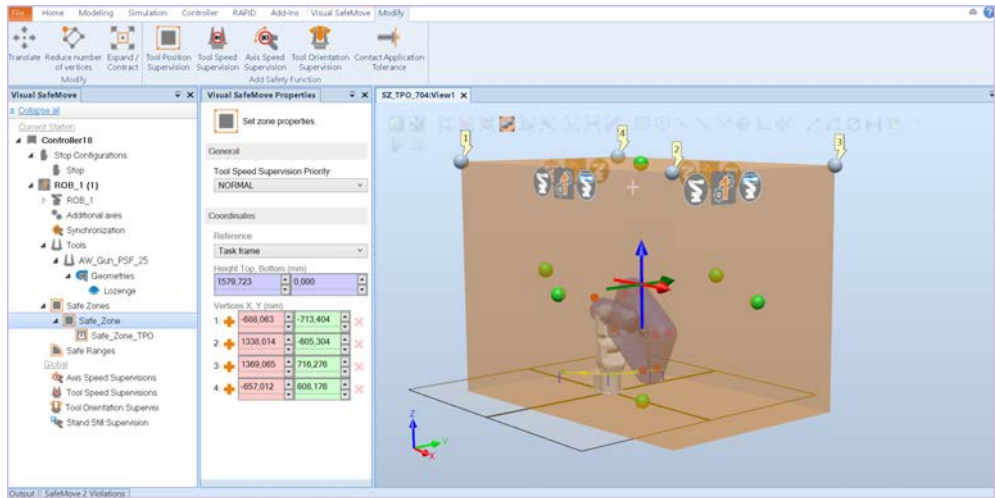 File Home Modeling Simulation Controller RAPID Add-Ins Visual SafeMove Modify
Translate Reduce number of vertices Expand / Contract Tool Position Supervision Tool Speed Supervision Axis Speed Supervision Tool Orientation Supervision Contact Application Tolerance
Modify Add Safety Function
Visual SafeMove
Collapse all
Current Station
Controller18
Stop Configurations
Stop
ROB_1 (1)
ROB_1
Additional axes
Synchronization
Tools
AW_Gun_PSF_25
Geometries
Lozenge
Safe Zones
Safe_Zone
Safe_Zone_TPO
Safe Ranges
Global
Axis Speed Supervisions
Tool Speed Supervisions
Tool Orientation Supervisi
Stand Still Supervision
Visual SafeMove Properties
Set zone properties.
General
Tool Speed Supervision Priority:
NORMAL
Coordinates
Reference
Task frame
Height Top, Bottom (mm)
1579,723 0,000
Vertices X, Y (mm)
1: -688,063 -713,404
2: 1338,014 -605,304
3: 1369,065 716,276
4: -657,012 608,176
SZ_TPO_704:View1
1 4 2 3
Z
Y
X
Output SafeMove 2 Violations